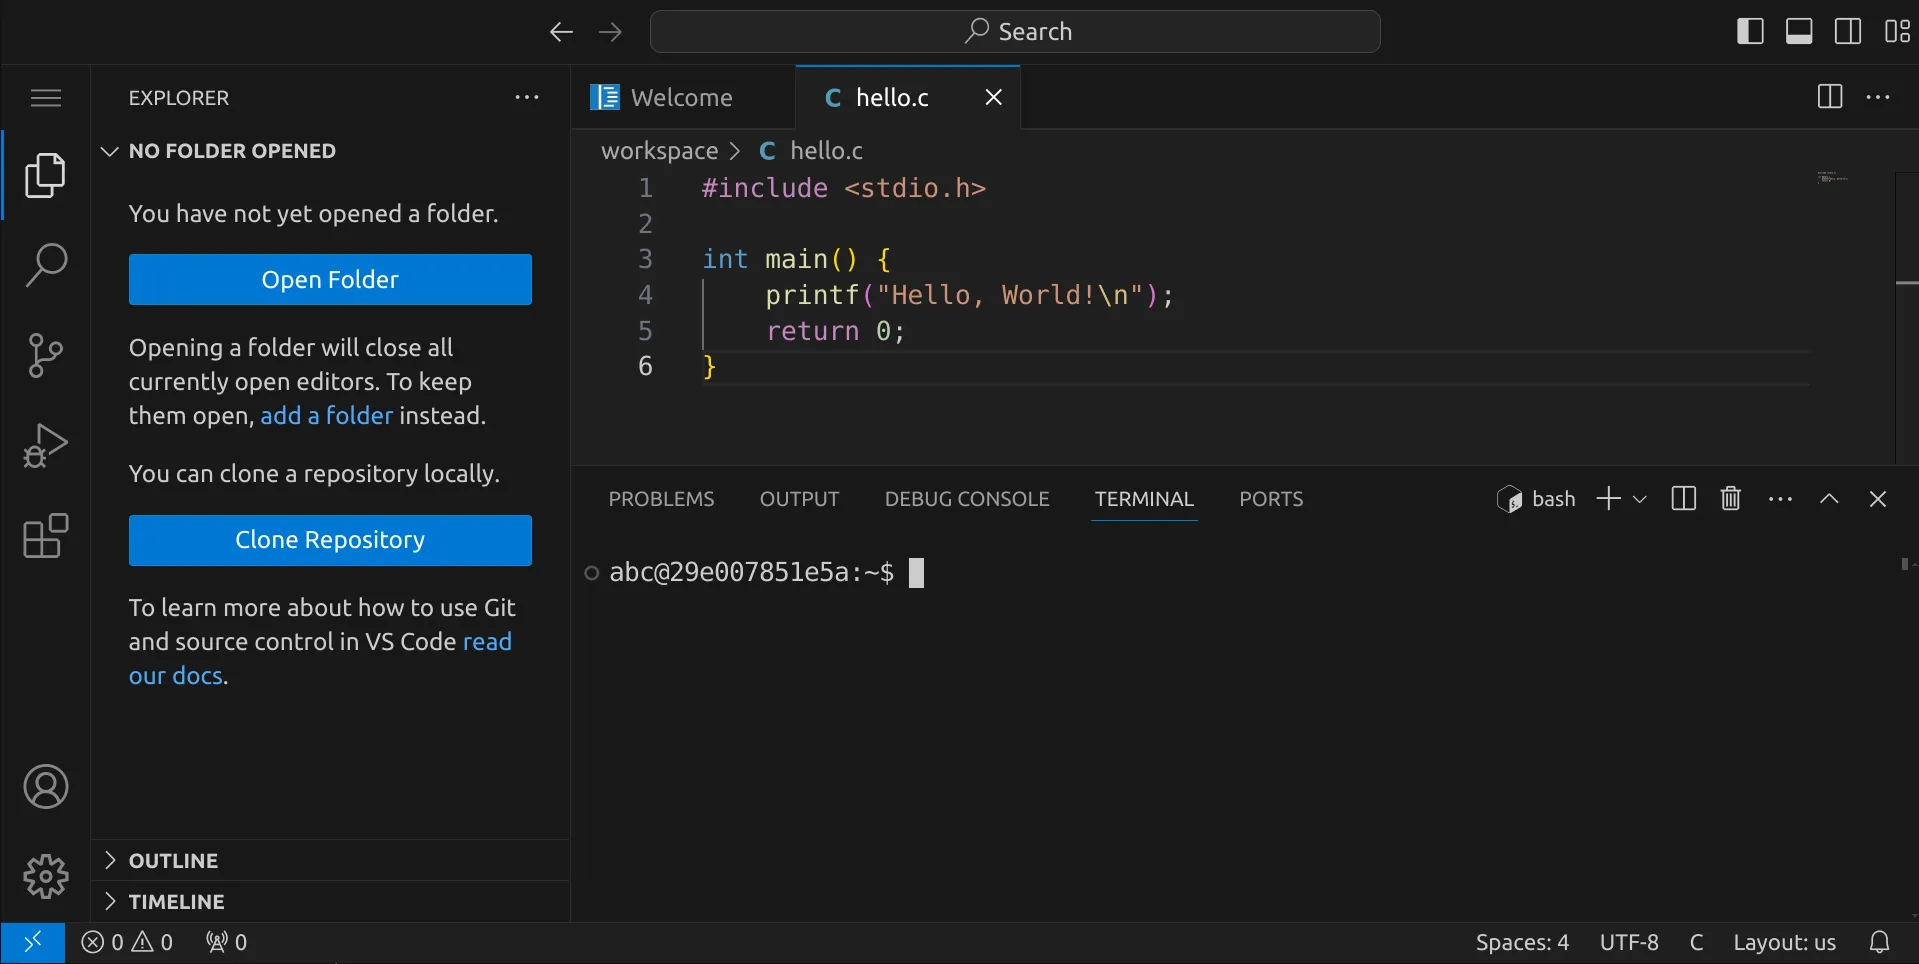 Search
EXPLORER
NO FOLDER OPENED
You have not yet opened a folder.
Open Folder
Opening a folder will close all
currently open editors. To keep
them open, add a folder instead.
You can clone a repository locally.
Clone Repository
To learn more about how to use Git
and source control in VS Code read
our docs.
OUTLINE
TIMELINE
Welcome
C hello.c
workspace > C hello.c
1 #include <stdio.h>
2
3 int main() {
4     printf("Hello, World!\n");
5     return 0;
6 }
PROBLEMS OUTPUT DEBUG CONSOLE TERMINAL PORTS
bash
abc@29e007851e5a:~$
0 0 0
Spaces: 4 UTF-8 C Layout: us